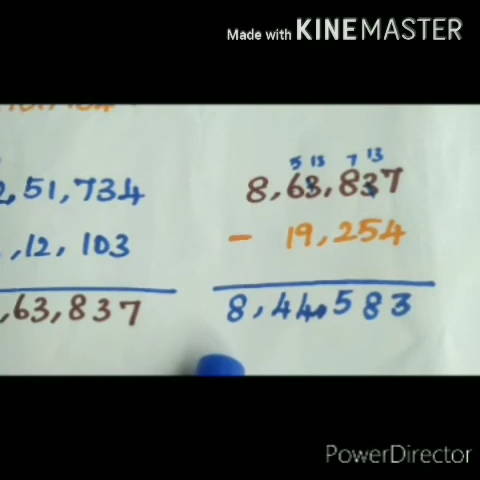 Made with KINEMASTER
2,51,734
,12,103
,63,837
5 13 7 13
8,63,837
- 19,254
8,44,583
PowerDirector